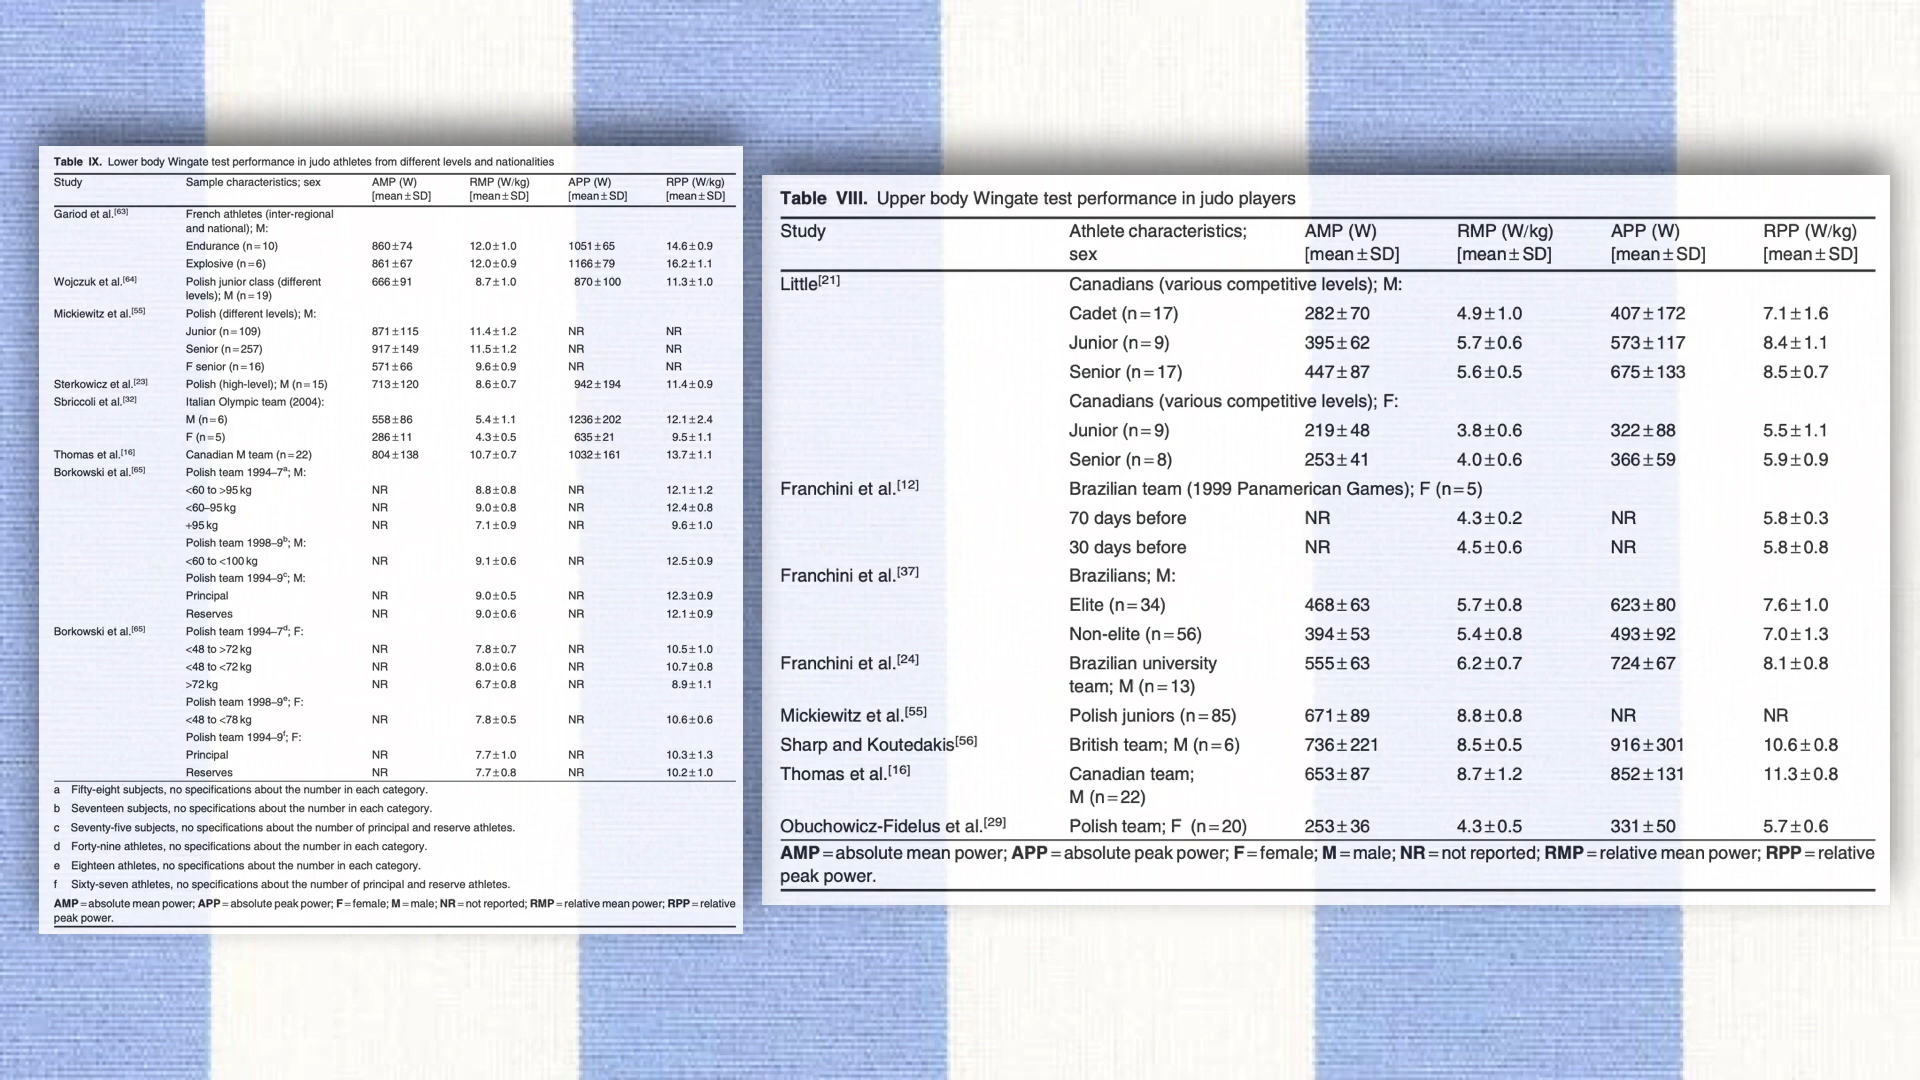 Table IX. Lower body Wingate test performance in judo athletes from different levels and nationalities
Study Sample characteristics; sex AMP (W) [mean±SD] RMP (W/kg) [mean±SD] APP (W) [mean±SD] RPP (W/kg) [mean±SD]
Gariod et al.[63] French athletes (inter-regional
and national); M:
Endurance (n=10) 860±74 12.0±1.0 1051±65 14.6±0.9
Explosive (n=6) 861±67 12.0±0.9 1166±79 16.2±1.1
Wojczuk et al.[64] Polish junior class (different 666±91 8.7±1.0 870±100 11.3±1.0
levels); M (n=19)
Mickiewitz et al.[55] Polish (different levels); M:
Junior (n=109) 871±115 11.4±1.2 NR NR
Senior (n=257) 917±149 11.5±1.2 NR NR
F senior (n=16) 571±66 9.6±0.9 NR NR
Sterkowicz et al.[23] Polish (high-level); M (n=15) 713±120 8.6±0.7 942±194 11.4±0.9
Sbriccoli et al.[32] Italian Olympic team (2004):
M (n=6) 558±86 5.4±1.1 1236±202 12.1±2.4
F (n=5) 286±11 4.3±0.5 635±21 9.5±1.1
Thomas et al.[16] Canadian M team (n=22) 804±138 10.7±0.7 1032±161 13.7±1.1
Borkowski et al.[65] Polish team 1994–7a; M:
<60 to >95 kg NR 8.8±0.8 NR 12.1±1.2
<60–95 kg NR 9.0±0.8 NR 12.4±0.8
+95 kg NR 7.1±0.9 NR 9.6±1.0
Polish team 1998–9b; M:
<60 to <100 kg NR 9.1±0.6 NR 12.5±0.9
Polish team 1994–9c; M:
Principal NR 9.0±0.5 NR 12.3±0.9
Reserves NR 9.0±0.6 NR 12.1±0.9
Borkowski et al.[65] Polish team 1994–7d; F:
<48 to >72 kg NR 7.8±0.7 NR 10.5±1.0
<48 to <72 kg NR 8.0±0.6 NR 10.7±0.8
>72 kg NR 6.7±0.8 NR 8.9±1.1
Polish team 1998–9e; F:
<48 to <78 kg NR 7.8±0.5 NR 10.6±0.6
Polish team 1994–9f; F:
Principal NR 7.7±1.0 NR 10.3±1.3
Reserves NR 7.7±0.8 NR 10.2±1.0
a Fifty-eight subjects, no specifications about the number in each category.
b Seventeen subjects, no specifications about the number in each category.
c Seventy-five subjects, no specifications about the number of principal and reserve athletes.
d Forty-nine athletes, no specifications about the number in each category.
e Eighteen athletes, no specifications about the number in each category.
f Sixty-seven athletes, no specifications about the number of principal and reserve athletes.
AMP=absolute mean power; APP=absolute peak power; F=female; M=male; NR=not reported; RMP=relative mean power; RPP=relative
peak power.
Table VIII. Upper body Wingate test performance in judo players
Study Athlete characteristics; sex AMP (W) [mean±SD] RMP (W/kg) [mean±SD] APP (W) [mean±SD] RPP (W/kg) [mean±SD]
Little[21] Canadians (various competitive levels); M:
Cadet (n=17) 282±70 4.9±1.0 407±172 7.1±1.6
Junior (n=9) 395±62 5.7±0.6 573±117 8.4±1.1
Senior (n=17) 447±87 5.6±0.5 675±133 8.5±0.7
Canadians (various competitive levels); F:
Junior (n=9) 219±48 3.8±0.6 322±88 5.5±1.1
Senior (n=8) 253±41 4.0±0.6 366±59 5.9±0.9
Franchini et al.[12] Brazilian team (1999 Panamerican Games); F (n=5)
70 days before NR 4.3±0.2 NR 5.8±0.3
30 days before NR 4.5±0.6 NR 5.8±0.8
Franchini et al.[37] Brazilians; M:
Elite (n=34) 468±63 5.7±0.8 623±80 7.6±1.0
Non-elite (n=56) 394±53 5.4±0.8 493±92 7.0±1.3
Franchini et al.[24] Brazilian university 555±63 6.2±0.7 724±67 8.1±0.8
team; M (n=13)
Mickiewitz et al.[55] Polish juniors (n=85) 671±89 8.8±0.8 NR NR
Sharp and Koutedakis[56] British team; M (n=6) 736±221 8.5±0.5 916±301 10.6±0.8
Thomas et al.[16] Canadian team; 653±87 8.7±1.2 852±131 11.3±0.8
M (n=22)
Obuchowicz-Fidelus et al.[29] Polish team; F (n=20) 253±36 4.3±0.5 331±50 5.7±0.6
AMP=absolute mean power; APP=absolute peak power; F=female; M=male; NR=not reported; RMP=relative mean power; RPP=relative
peak power.